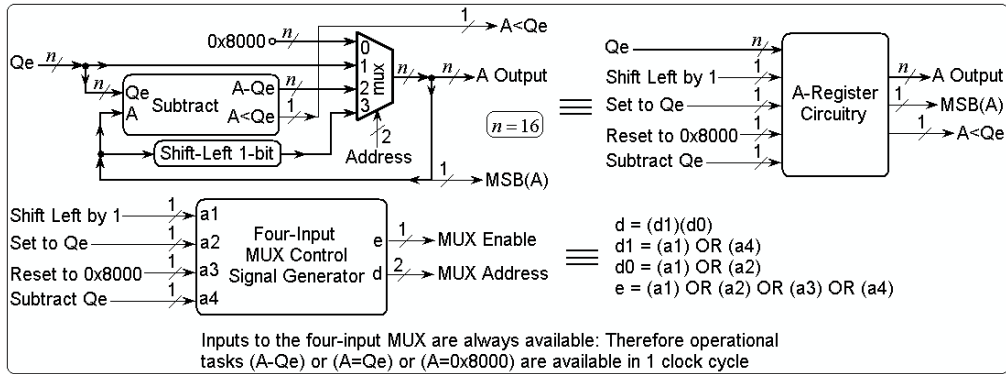 1
A<Qe
0x8000
n
0
Qe
n
1
n
n
A Output
n
Qe
Subtract
A-Qe
n
2
mux
A
A<Qe
1
3
2
Shift-Left 1-bit
Address
1
MSB(A)
n = 16
Qe
n
Shift Left by 1
1
Set to Qe
1
Reset to 0x8000
1
Subtract Qe
1
A-Register
Circuitry
n
A Output
1
MSB(A)
1
A<Qe
Shift Left by 1
1
a1
Set to Qe
1
a2
Reset to 0x8000
1
a3
Subtract Qe
1
a4
Four-Input
MUX Control
Signal Generator
e
1
MUX Enable
d
2
MUX Address
d = (d1)(d0)
d1 = (a1) OR (a4)
d0 = (a1) OR (a2)
e = (a1) OR (a2) OR (a3) OR (a4)
Inputs to the four-input MUX are always available: Therefore operational
tasks (A-Qe) or (A=Qe) or (A=0x8000) are available in 1 clock cycle